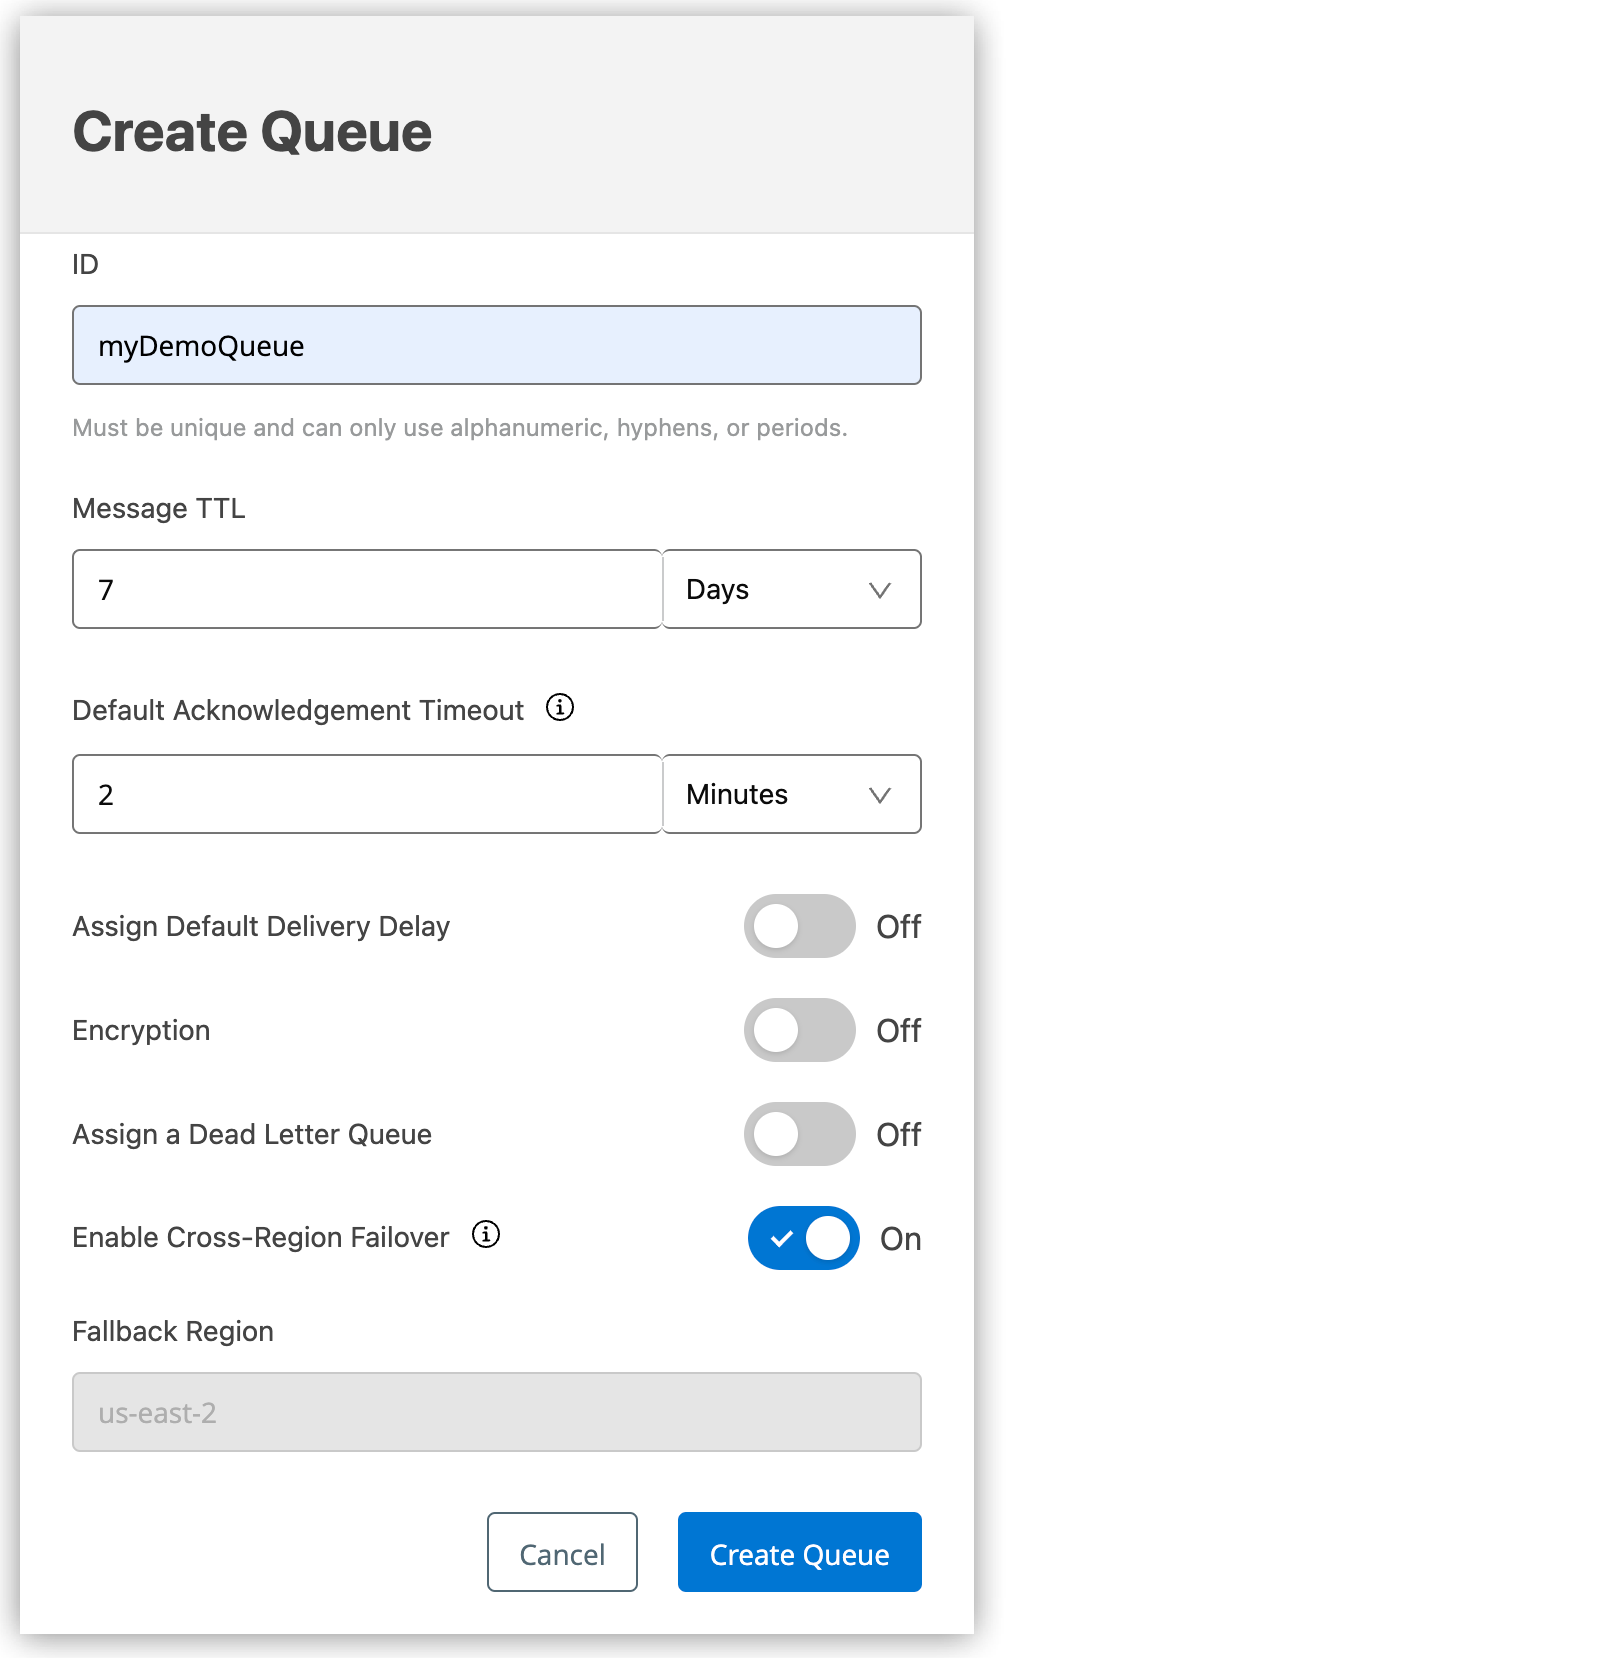 Create Queue
ID
myDemoQueue
Must be unique and can only use alphanumeric, hyphens, or periods.
Message TTL
7 Days
Default Acknowledgement Timeout
2 Minutes
Assign Default Delivery Delay Off
Encryption Off
Assign a Dead Letter Queue Off
Enable Cross-Region Failover On
Fallback Region
us-east-2
Cancel Create Queue